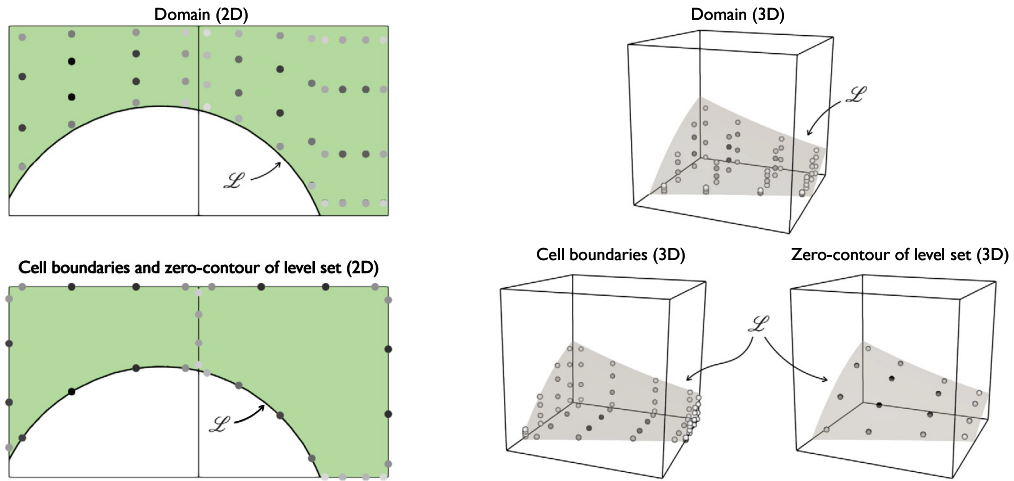 Domain (2D)
Domain (3D)
ℒ
ℒ
Cell boundaries and zero-contour of level set (2D)
Cell boundaries (3D)
Zero-contour of level set (3D)
ℒ
ℒ